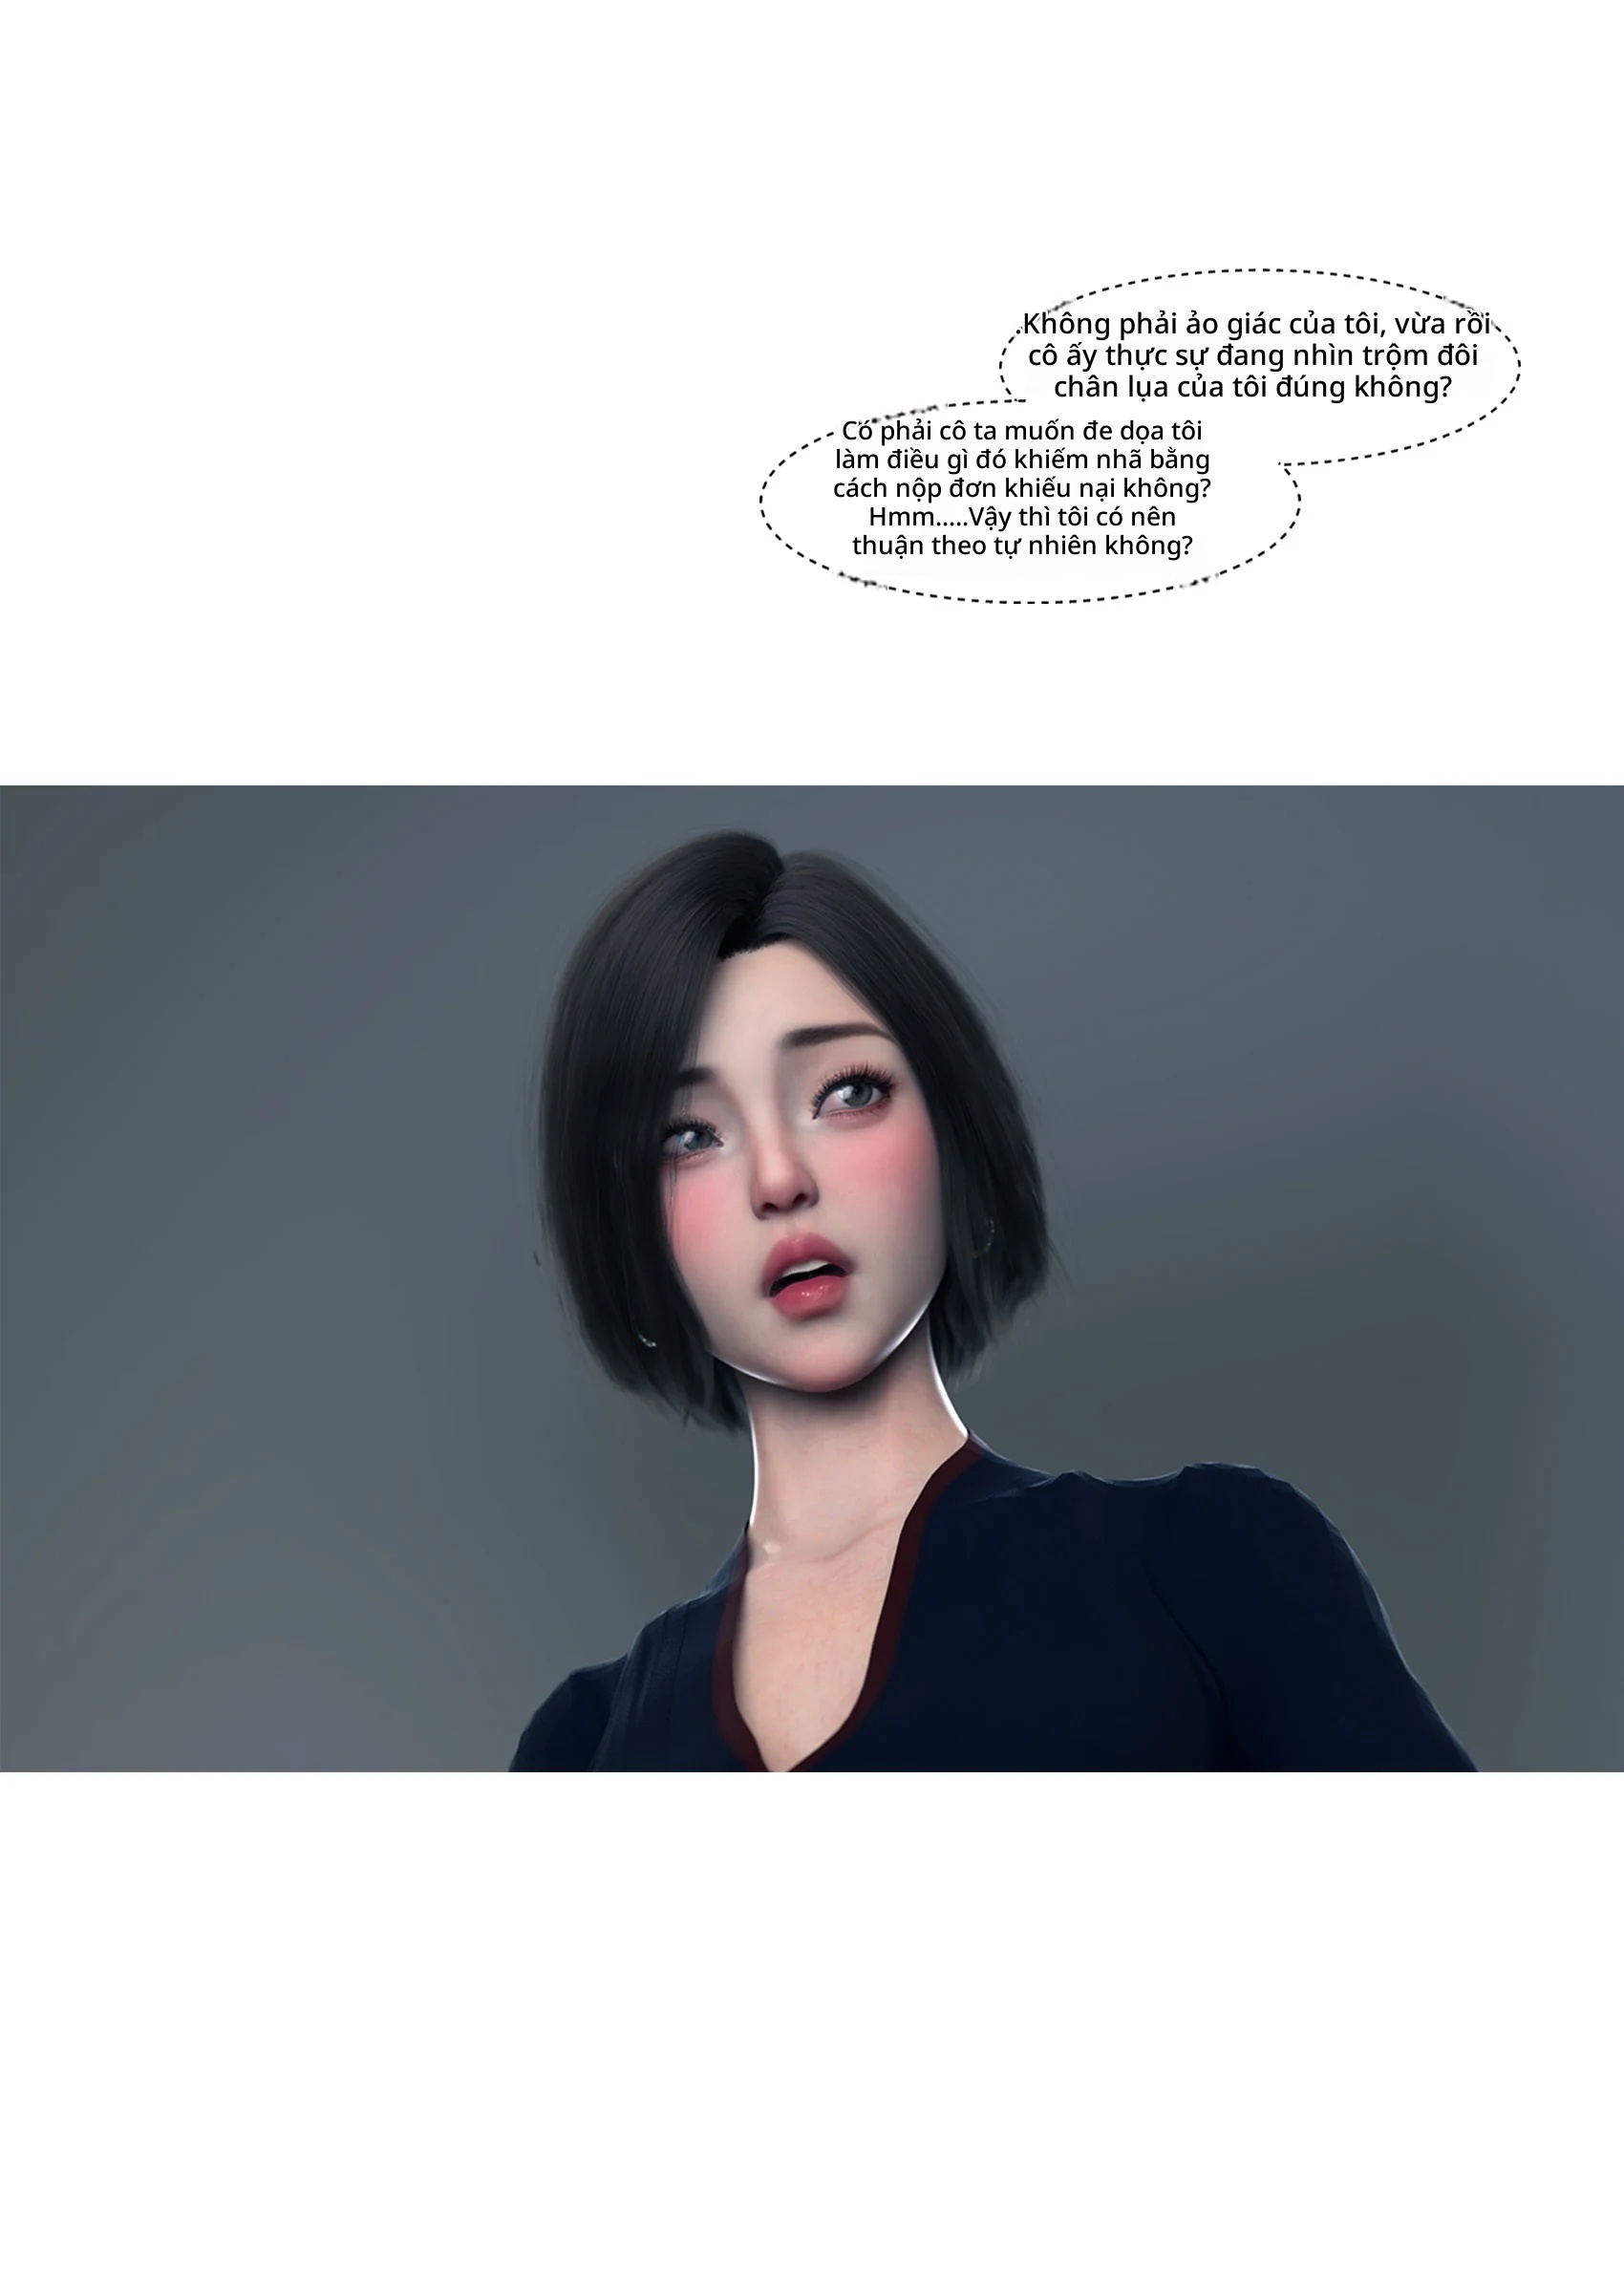 .Không phải ảo giác của tôi, vừa rồi
cô ấy thực sự đang nhìn trộm đôi
chân lụa của tôi đúng không?
Có phải cô ta muốn đe dọa tôi
làm điều gì đó khiếm nhã bằng
cách nộp đơn khiếu nại không?
Hmm.....Vậy thì tôi có nên
thuận theo tự nhiên không?